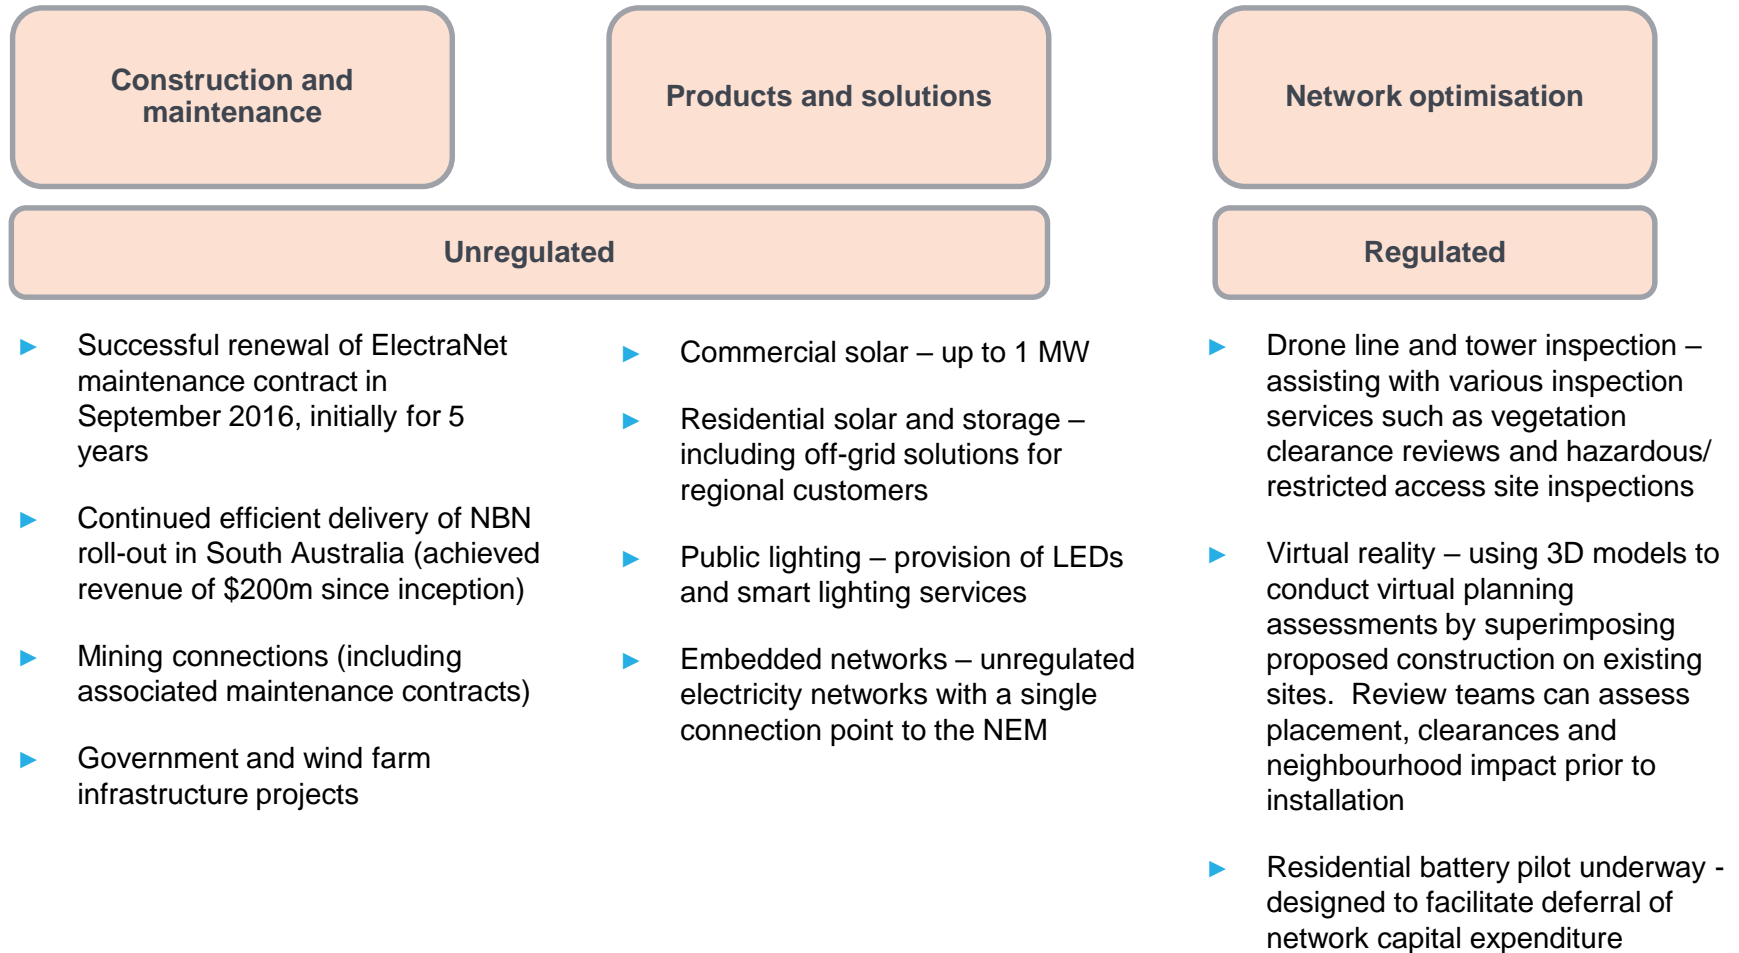 Construction and
maintenance
Products and solutions
Network optimisation
Unregulated
Regulated
► Successful renewal of ElectraNet
maintenance contract in
September 2016, initially for 5
years
► Continued efficient delivery of NBN
roll-out in South Australia (achieved
revenue of $200m since inception)
► Mining connections (including
associated maintenance contracts)
► Government and wind farm
infrastructure projects
► Commercial solar – up to 1 MW
► Residential solar and storage –
including off-grid solutions for
regional customers
► Public lighting – provision of LEDs
and smart lighting services
► Embedded networks – unregulated
electricity networks with a single
connection point to the NEM
► Drone line and tower inspection –
assisting with various inspection
services such as vegetation
clearance reviews and hazardous/
restricted access site inspections
► Virtual reality – using 3D models to
conduct virtual planning
assessments by superimposing
proposed construction on existing
sites.  Review teams can assess
placement, clearances and
neighbourhood impact prior to
installation
► Residential battery pilot underway -
designed to facilitate deferral of
network capital expenditure